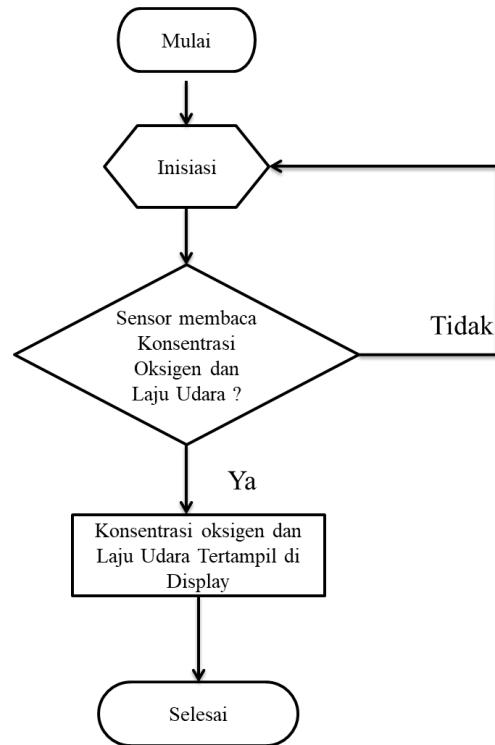 Mulai
Inisiasi
Sensor membaca
Konsentrasi
Oksigen dan
Laju Udara ?
Tidak
Ya
Konsentrasi oksigen dan
Laju Udara Tertampil di
Display
Selesai